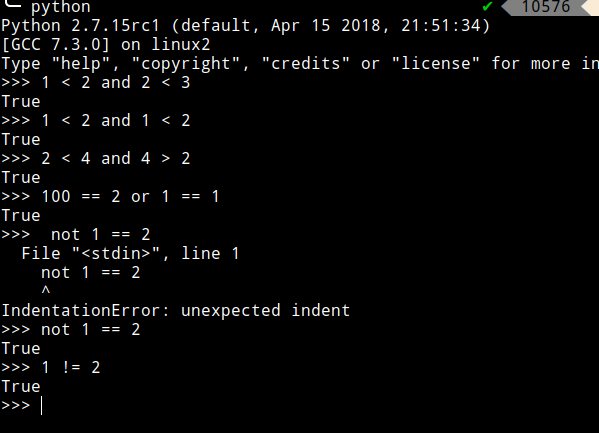 python ✔ 10576
Python 2.7.15rc1 (default, Apr 15 2018, 21:51:34)
[GCC 7.3.0] on linux2
Type "help", "copyright", "credits" or "license" for more in
>>> 1 < 2 and 2 < 3
True
>>> 1 < 2 and 1 < 2
True
>>> 2 < 4 and 4 > 2
True
>>> 100 == 2 or 1 == 1
True
>>>  not 1 == 2
  File "<stdin>", line 1
    not 1 == 2
    ^
IndentationError: unexpected indent
>>> not 1 == 2
True
>>> 1 != 2
True
>>>